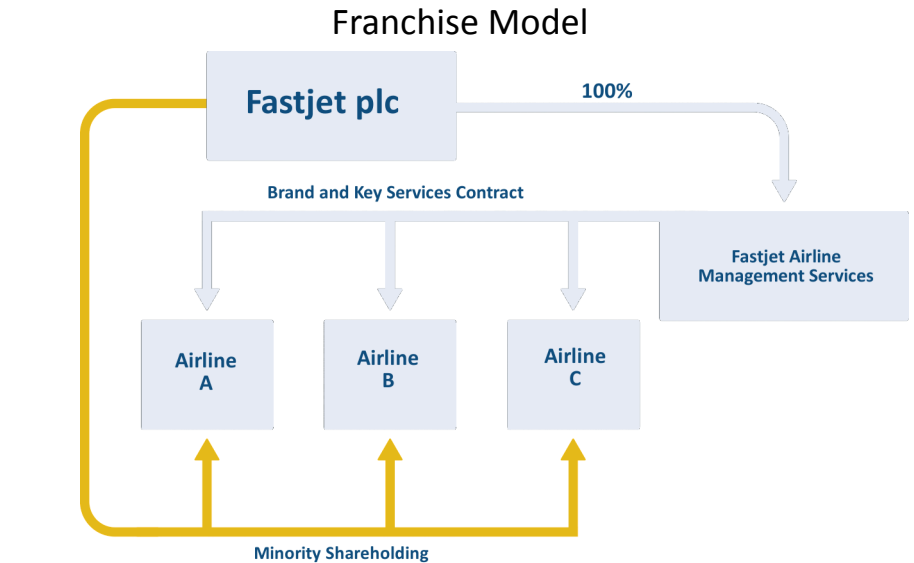 Franchise Model
Fastjet plc
100%
Brand and Key Services Contract
Fastjet Airline
Management Services
Airline
A
Airline
B
Airline
C
Minority Shareholding